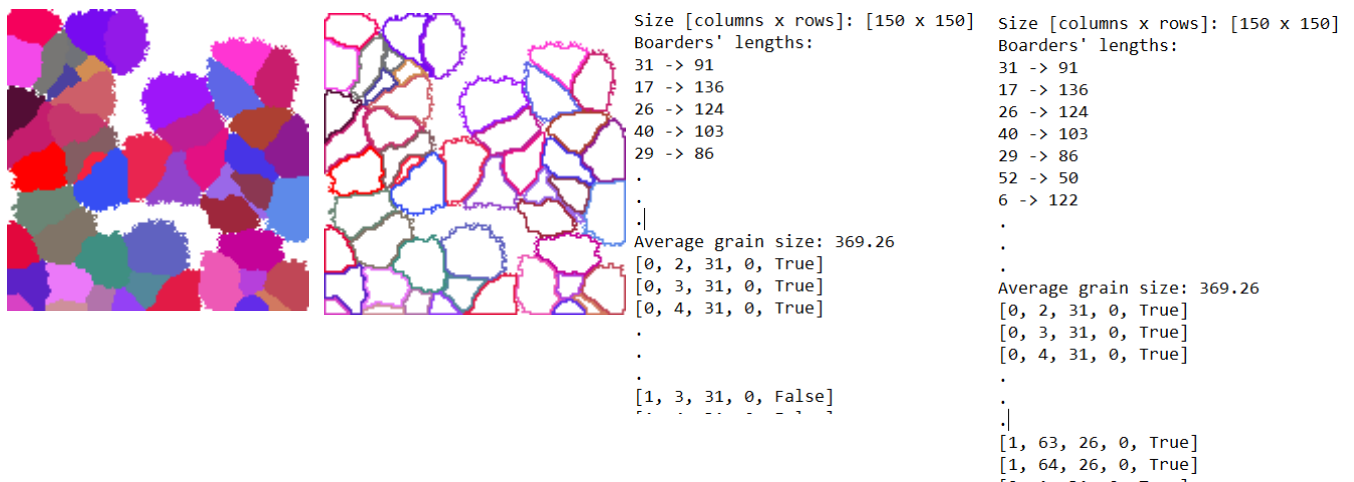 Size [columns x rows]: [150 x 150]
Boarders' lengths:
31 -> 91
17 -> 136
26 -> 124
40 -> 103
29 -> 86
.
.
.
Average grain size: 369.26
[0, 2, 31, 0, True]
[0, 3, 31, 0, True]
[0, 4, 31, 0, True]
.
.
.
[1, 3, 31, 0, False]
Size [columns x rows]: [150 x 150]
Boarders' lengths:
31 -> 91
17 -> 136
26 -> 124
40 -> 103
29 -> 86
52 -> 50
6 -> 122
.
.
.
Average grain size: 369.26
[0, 2, 31, 0, True]
[0, 3, 31, 0, True]
[0, 4, 31, 0, True]
.
.
.
[1, 63, 26, 0, True]
[1, 64, 26, 0, True]